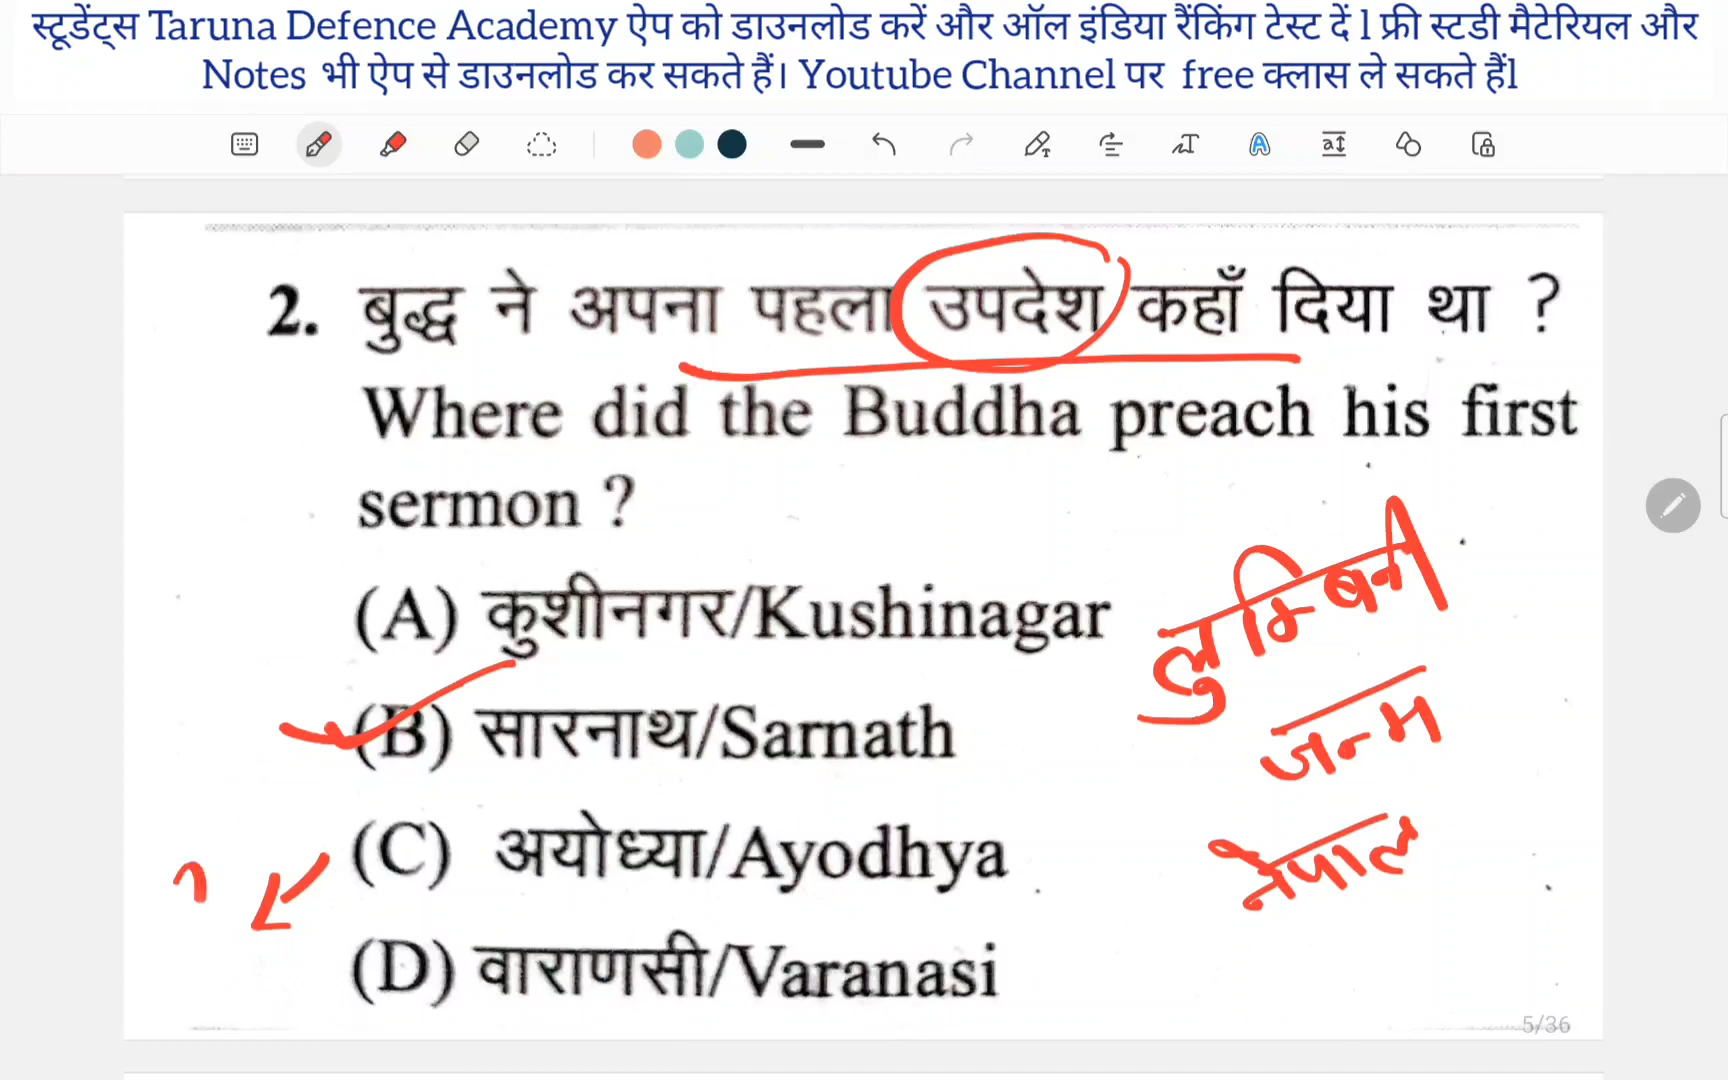 स्टूडेंट्स Taruna Defence Academy ऐप को डाउनलोड करें और ऑल इंडिया रैंकिंग टेस्ट दें l फ्री स्टडी मैटेरियल और
Notes भी ऐप से डाउनलोड कर सकते हैं। Youtube Channel पर free क्लास ले सकते हैंl
2. बुद्ध ने अपना पहला उपदेश कहाँ दिया था ?
Where did the Buddha preach his first
sermon ?
(A) कुशीनगर/Kushinagar
(B) सारनाथ/Sarnath
(C) अयोध्या/Ayodhya
(D) वाराणसी/Varanasi
लुम्बिनी
जन्म
नेपाल
5/36